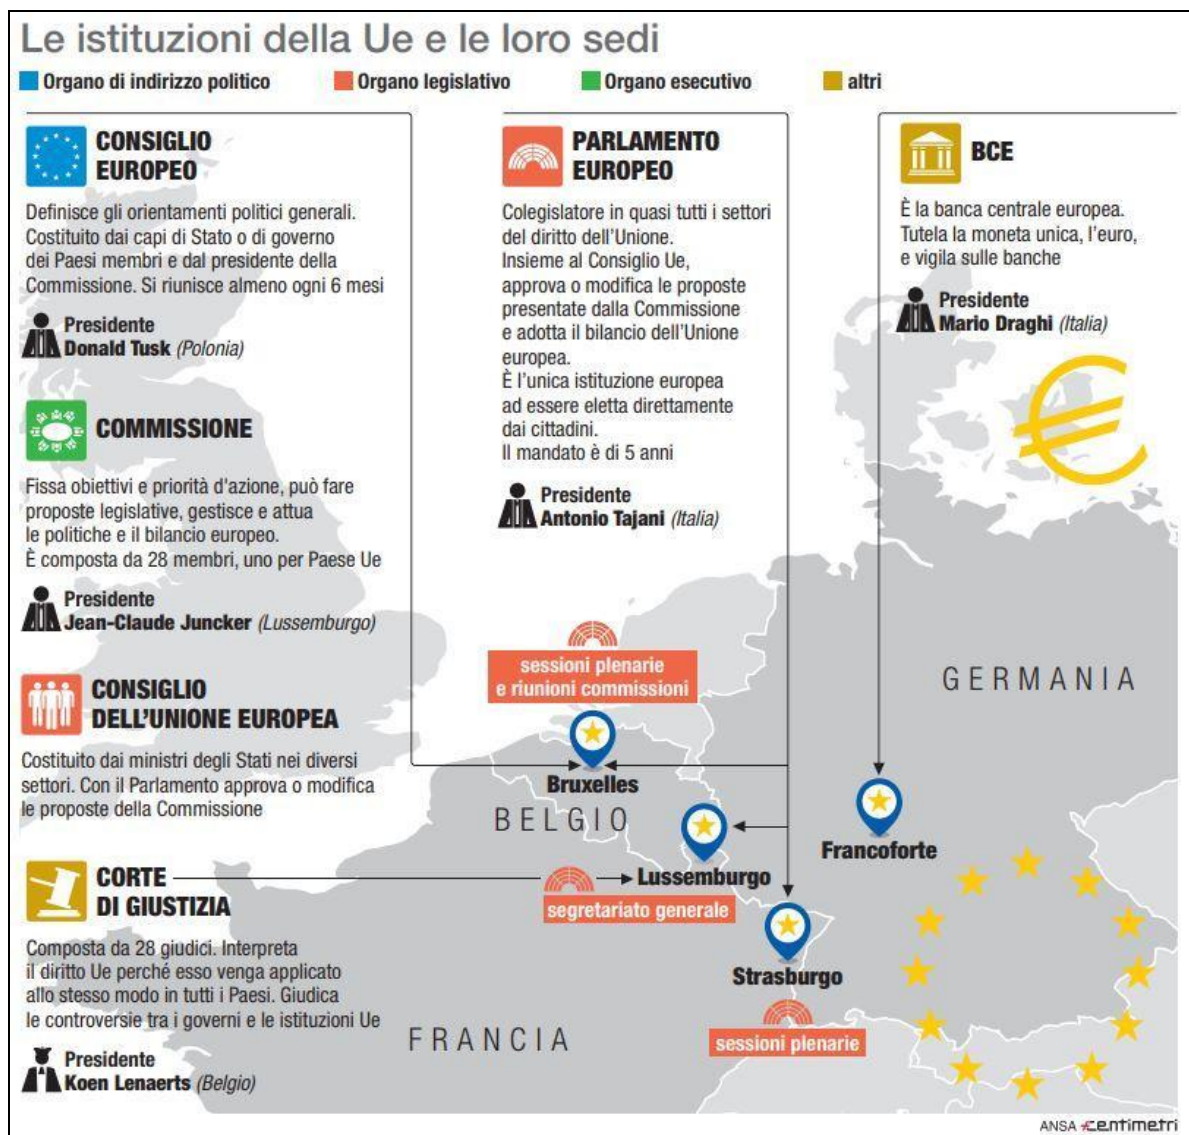 Le istituzioni della Ue e le loro sedi
Organo di indirizzo politico
Organo legislativo
Organo esecutivo
altri
CONSIGLIO
EUROPEO
Definisce gli orientamenti politici generali.
Costituito dai capi di Stato o di governo
dei Paesi membri e dal presidente della
Commissione. Si riunisce almeno ogni 6 mesi
Presidente
Donald Tusk (Polonia)
COMMISSIONE
Fissa obiettivi e priorità d'azione, può fare
proposte legislative, gestisce e attua
le politiche e il bilancio europeo.
È composta da 28 membri, uno per Paese Ue
Presidente
Jean-Claude Juncker (Lussemburgo)
CONSIGLIO
DELL'UNIONE EUROPEA
Costituito dai ministri degli Stati nei diversi
settori. Con il Parlamento approva o modifica
le proposte della Commissione
CORTE
DI GIUSTIZIA
Composta da 28 giudici. Interpreta
il diritto Ue perché esso venga applicato
allo stesso modo in tutti i Paesi. Giudica
le controversie tra i governi e le istituzioni Ue
Presidente
Koen Lenaerts (Belgio)
PARLAMENTO
EUROPEO
Colegislatore in quasi tutti i settori
del diritto dell'Unione.
Insieme al Consiglio Ue,
approva o modifica le proposte
presentate dalla Commissione
e adotta il bilancio dell'Unione
europea.
È l'unica istituzione europea
ad essere eletta direttamente
dai cittadini.
Il mandato è di 5 anni
Presidente
Antonio Tajani (Italia)
BCE
È la banca centrale europea.
Tutela la moneta unica, l'euro,
e vigila sulle banche
Presidente
Mario Draghi (Italia)
€
sessioni plenarie
e riunioni commissioni
GERMANIA
Bruxelles
BELGIO
Francoforte
Lussemburgo
segretariato generale
Strasburgo
sessioni plenarie
FRANCIA
ANSA centimetri